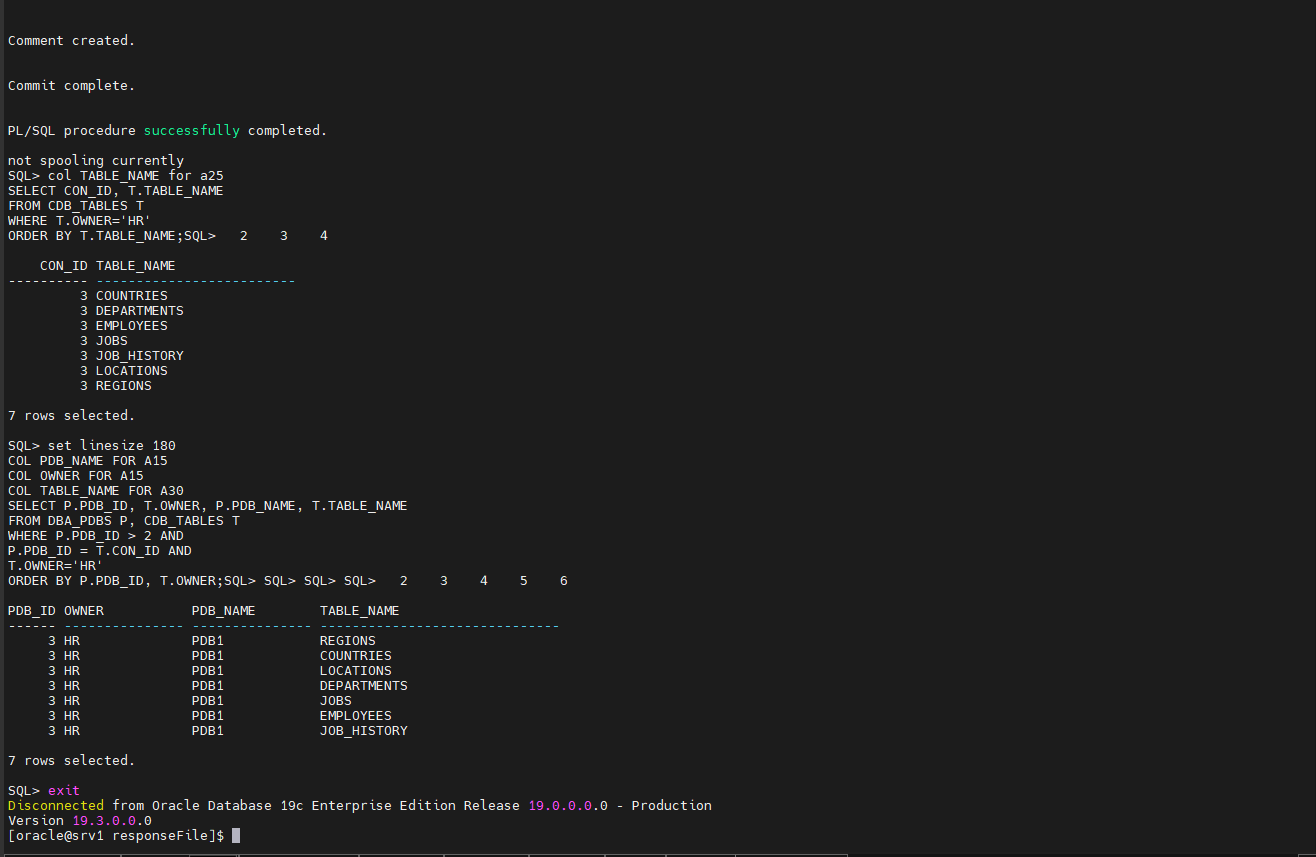 Comment created.
Commit complete.
PL/SQL procedure successfully completed.
not spooling currently
SQL> col TABLE_NAME for a25
SELECT CON_ID, T.TABLE_NAME
FROM CDB_TABLES T
WHERE T.OWNER='HR'
ORDER BY T.TABLE_NAME;SQL>   2    3    4
    CON_ID TABLE_NAME
---------- -------------------------
         3 COUNTRIES
         3 DEPARTMENTS
         3 EMPLOYEES
         3 JOBS
         3 JOB_HISTORY
         3 LOCATIONS
         3 REGIONS
7 rows selected.
SQL> set linesize 180
COL PDB_NAME FOR A15
COL OWNER FOR A15
COL TABLE_NAME FOR A30
SELECT P.PDB_ID, T.OWNER, P.PDB_NAME, T.TABLE_NAME
FROM DBA_PDBS P, CDB_TABLES T
WHERE P.PDB_ID > 2 AND
P.PDB_ID = T.CON_ID AND
T.OWNER='HR'
ORDER BY P.PDB_ID, T.OWNER;SQL> SQL> SQL> SQL>   2    3    4    5    6
PDB_ID OWNER           PDB_NAME        TABLE_NAME
------ --------------- --------------- ------------------------------
     3 HR              PDB1            REGIONS
     3 HR              PDB1            COUNTRIES
     3 HR              PDB1            LOCATIONS
     3 HR              PDB1            DEPARTMENTS
     3 HR              PDB1            JOBS
     3 HR              PDB1            EMPLOYEES
     3 HR              PDB1            JOB_HISTORY
7 rows selected.
SQL> exit
Disconnected from Oracle Database 19c Enterprise Edition Release 19.0.0.0.0 - Production
Version 19.3.0.0.0
[oracle@srv1 responseFile]$